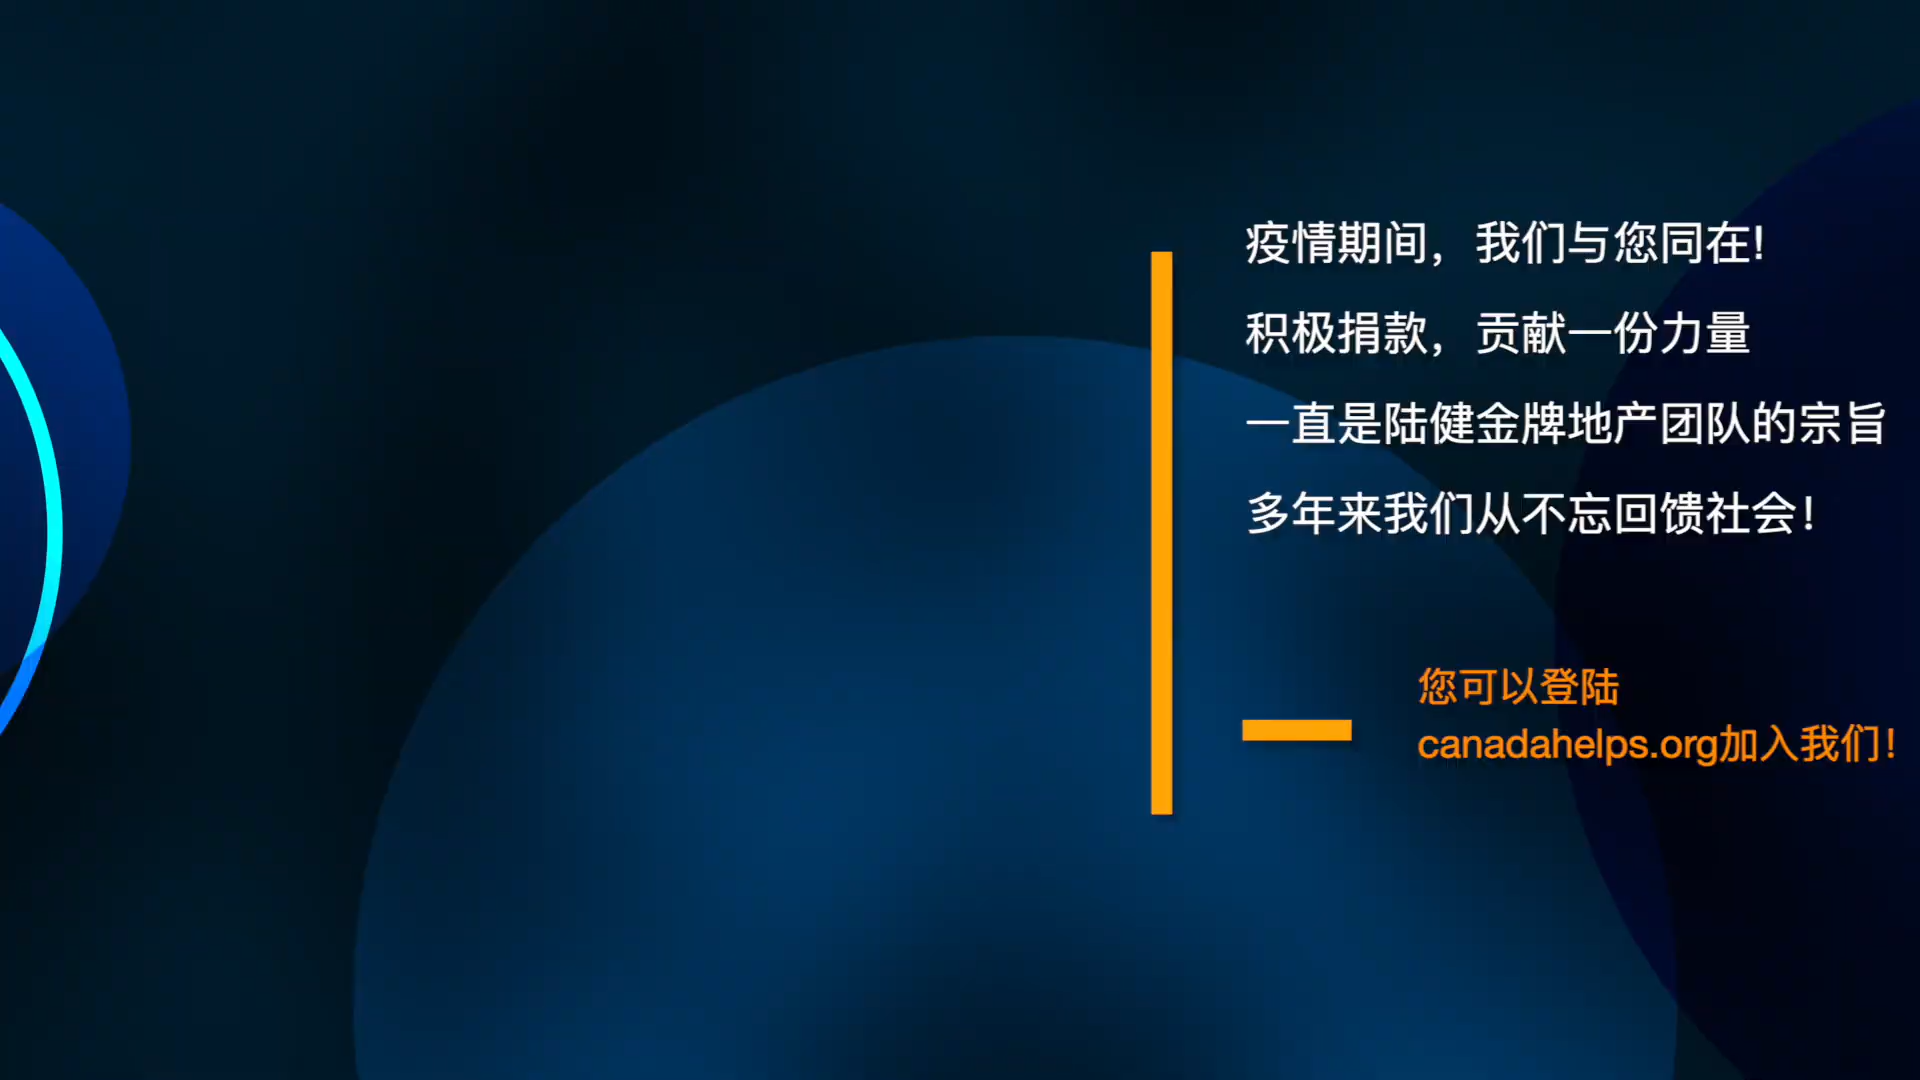 疫情期间，我们与您同在!
积极捐款，贡献一份力量
一直是陆健金牌地产团队的宗旨
多年来我们从不忘回馈社会！
您可以登陆
canadahelps.org加入我们！